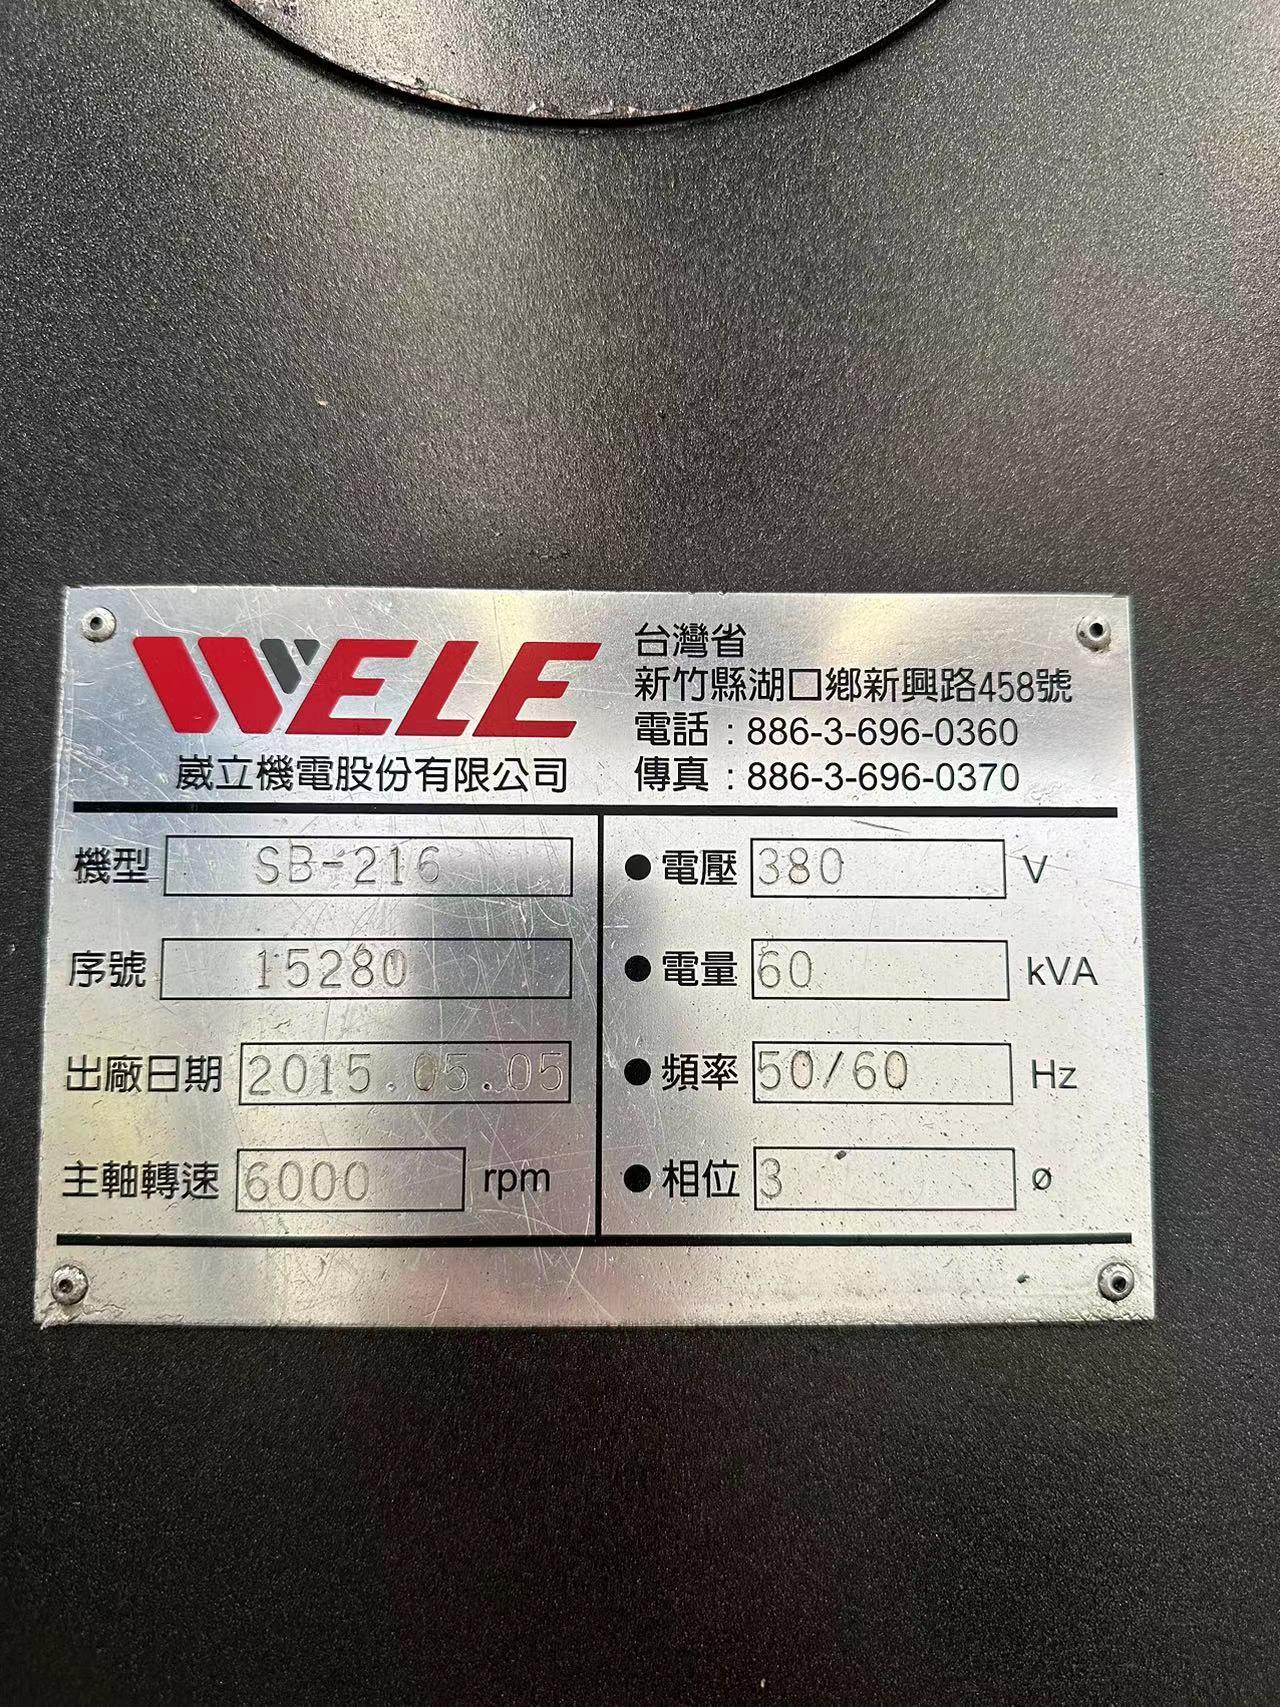 WELE
崴立機電股份有限公司
台灣省
新竹縣湖口鄉新興路458號
電話：886-3-696-0360
傳真：886-3-696-0370
機型 SB-216
序號 15280
出廠日期 2015.05.05
主軸轉速 6000 rpm
●電壓 380 V
●電量 60 kVA
●頻率 50/60 Hz
●相位 3 ø